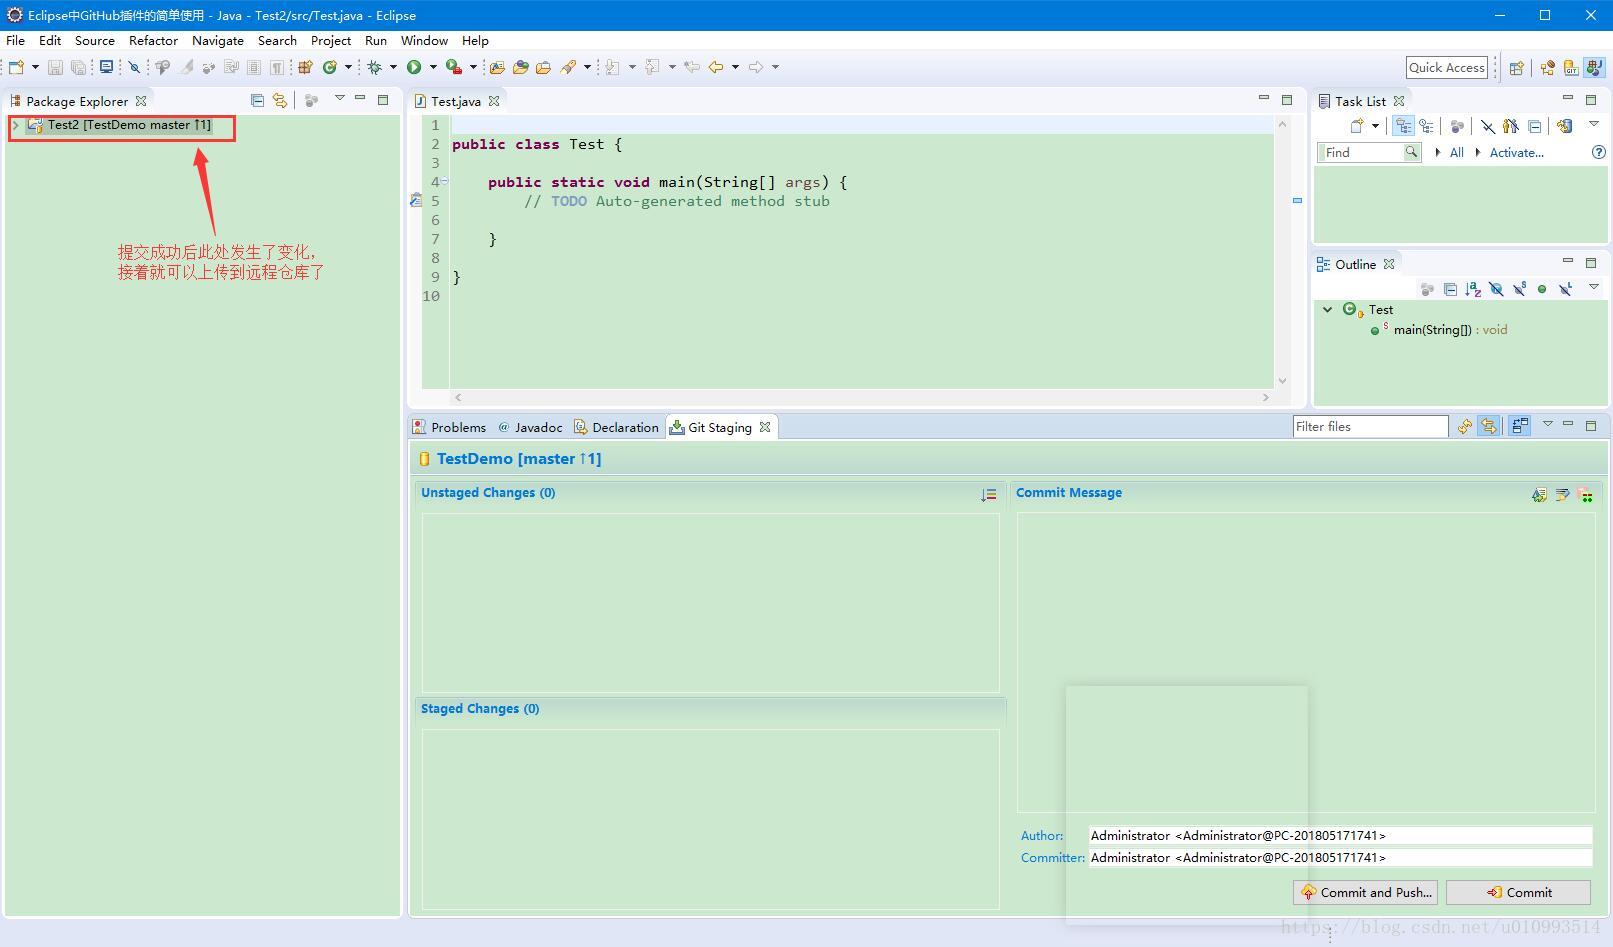 Eclipse中GitHub插件的简单使用 - Java - Test2/src/Test.java - Eclipse
File Edit Source Refactor Navigate Search Project Run Window Help
Quick Access
Package Explorer
Test2 [TestDemo master ↑1]
提交成功后此处发生了变化，
接着就可以上传到远程仓库了
Test.java
1
2 public class Test {
3
4 public static void main(String[] args) {
5 // TODO Auto-generated method stub
6
7 }
8
9 }
10
Task List
Find All Activate...
Outline
Test
main(String[]) : void
Problems Javadoc Declaration Git Staging
Filter files
TestDemo [master ↑1]
Unstaged Changes (0)
Staged Changes (0)
Commit Message
Author: Administrator <Administrator@PC-201805171741>
Committer: Administrator <Administrator@PC-201805171741>
Commit and Push... Commit
https://blog.csdn.net/u010993514